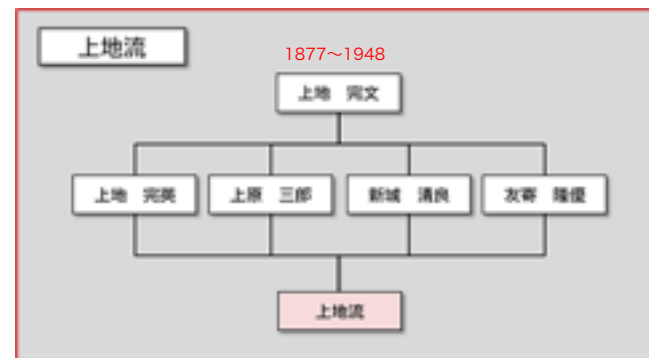 上地流
1877〜1948
上地 完文
上地 完英
上原 三郎
新城 清良
友寄 隆優
上地流